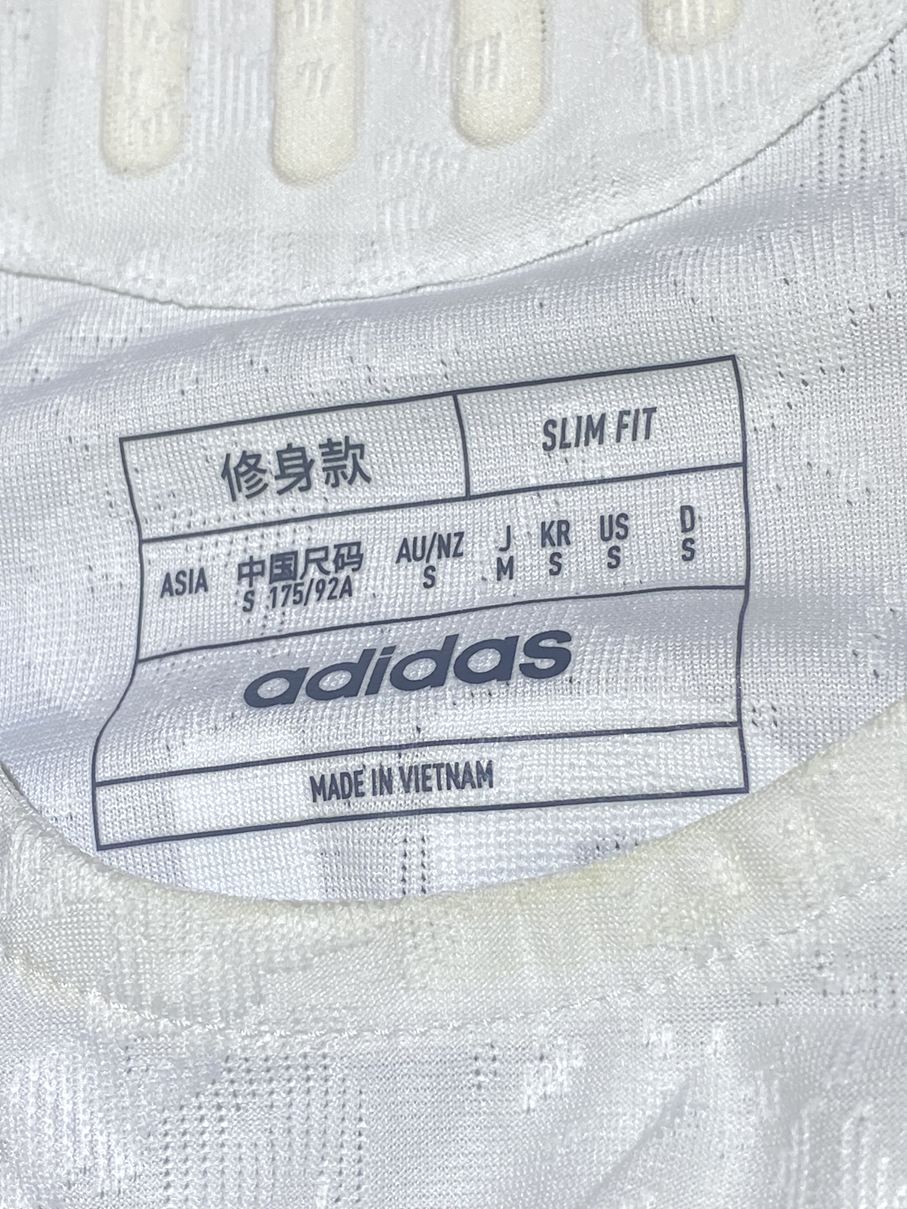 修身款 SLIM FIT
ASIA 中国尺码 AU/NZ J KR US D
S 175/92A S M S S S
adidas
MADE IN VIETNAM